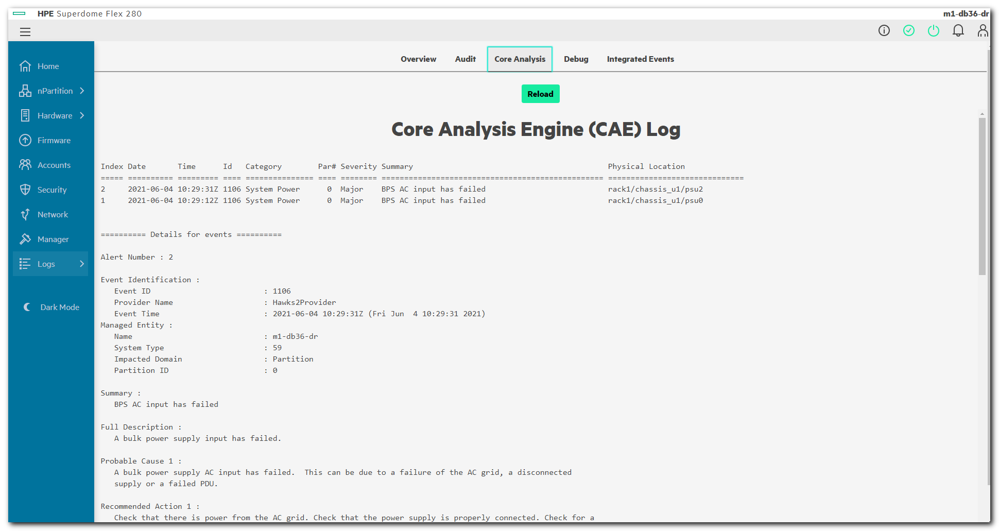 HPE Superdome Flex 280
m1-db36-dr
Overview Audit Core Analysis Debug Integrated Events
Home
nPartition
Hardware
Firmware
Accounts
Security
Network
Manager
Logs
Dark Mode
Reload
Core Analysis Engine (CAE) Log
Index Date       Time      Id   Category        Par# Severity Summary                                           Physical Location
===== ========== ========= ==== =============== ==== ======== ================================================= ==============================
2     2021-06-04 10:29:31Z 1106 System Power      0  Major    BPS AC input has failed                           rack1/chassis_u1/psu2
1     2021-06-04 10:29:12Z 1106 System Power      0  Major    BPS AC input has failed                           rack1/chassis_u1/psu0
========== Details for events ==========
Alert Number : 2
Event Identification :
Event ID                         : 1106
Provider Name                    : Hawks2Provider
Event Time                       : 2021-06-04 10:29:31Z (Fri Jun  4 10:29:31 2021)
Managed Entity :
Name                             : m1-db36-dr
System Type                      : 59
Impacted Domain                  : Partition
Partition ID                     : 0
Summary :
BPS AC input has failed
Full Description :
A bulk power supply input has failed.
Probable Cause 1 :
A bulk power supply AC input has failed.  This can be due to a failure of the AC grid, a disconnected
supply or a failed PDU.
Recommended Action 1 :
Check that there is power from the AC grid. Check that the power supply is properly connected. Check for a